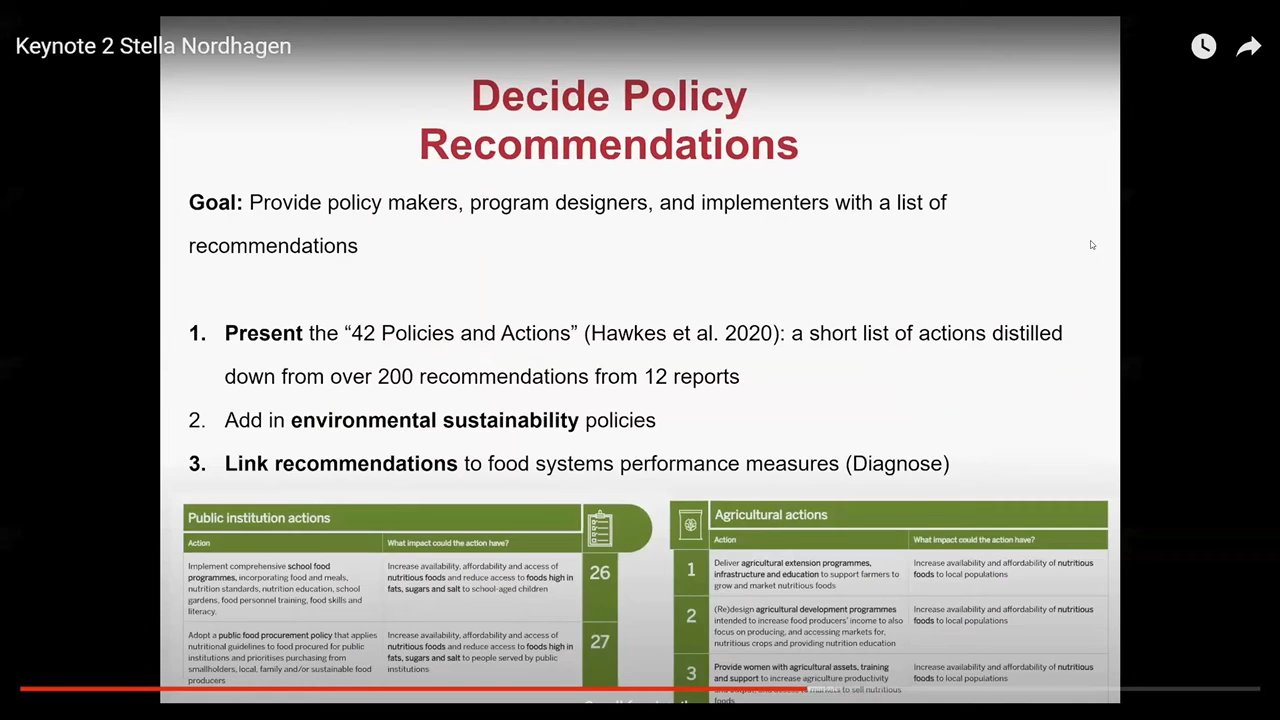 Keynote 2 Stella Nordhagen
Decide Policy
Recommendations
Goal: Provide policy makers, program designers, and implementers with a list of
recommendations
1. Present the “42 Policies and Actions” (Hawkes et al. 2020): a short list of actions distilled
down from over 200 recommendations from 12 reports
2. Add in environmental sustainability policies
3. Link recommendations to food systems performance measures (Diagnose)
Public institution actions
Action
What impact could the action have?
Implement comprehensive school food
programmes, incorporating food and meals,
nutrition standards, nutrition education, school
gardens, food personnel training, food skills and
literacy.
Increase availability, affordability and access of
nutritious foods and reduce access to foods high in
fats, sugars and salt to school-aged children
26
Adopt a public food procurement policy that applies
nutritional guidelines to food procured for public
institutions and prioritises purchasing from
smallholders, local, family and/or sustainable food
producers
Increase availability, affordability and access of
nutritious foods and reduce access to foods high in
fats, sugars and salt to people served by public
institutions
27
Agricultural actions
Action
What impact could the action have?
1
Deliver agricultural extension programmes,
infrastructure and education to support farmers to
grow and market nutritious foods
Increase availability and affordability of nutritious
foods to local populations
2
(Re)design agricultural development programmes
intended to increase food producers' income to also
focus on producing, and accessing markets for,
nutritious crops and providing nutrition education
Increase availability and affordability of nutritious
foods to local populations
3
Provide women with agricultural assets, training
and support to increase agriculture productivity
markets to sell nutritious
foods
Increase availability and affordability of nutritious
foods to local populations